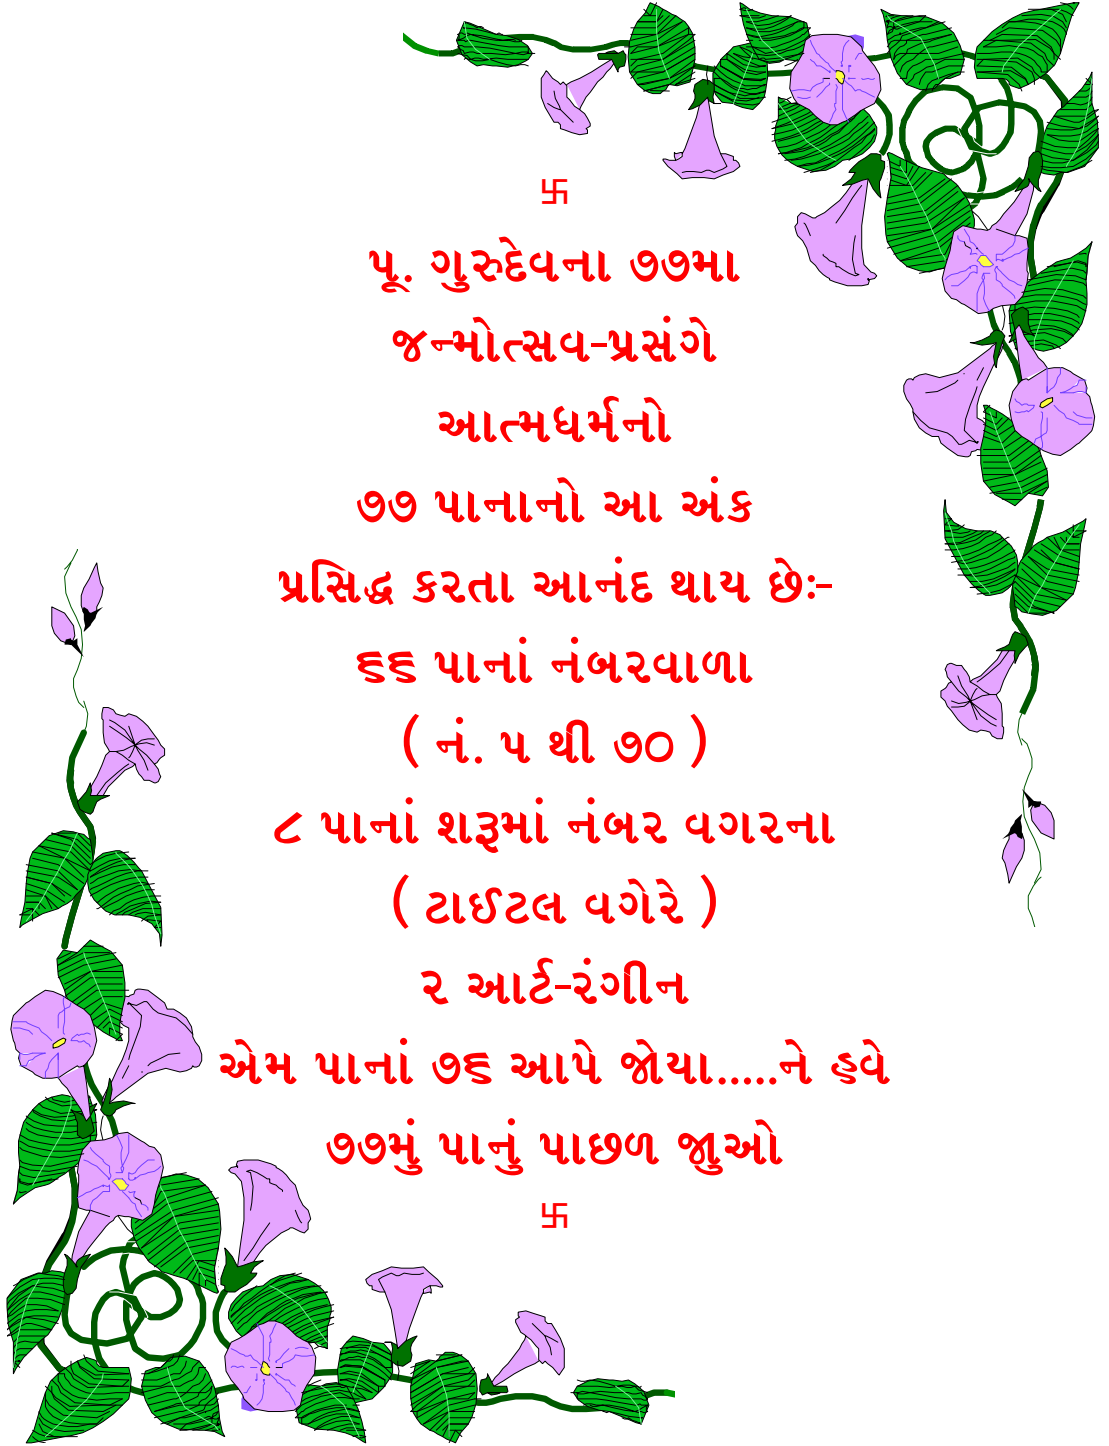 卐
પૂ. ગુરુદેવના ૭૭મા
જન્મોત્સવ-પ્રસંગે
આત્મધર્મનો
૭૭ પાનાનો આ અંક
પ્રસિદ્ધ કરતા આનંદ થાય છેઃ-
૬૬ પાનાં નંબરવાળા
( નં. ૫ થી ૭૦ )
૮ પાનાં શરૂમાં નંબર વગરના
( ટાઈટલ વગેરે )
૨ આર્ટ-રંગીન
એમ પાનાં ૭૬ આપે જોયા.....ને હવે
૭૭મું પાનું પાછળ જાુઓ
卐